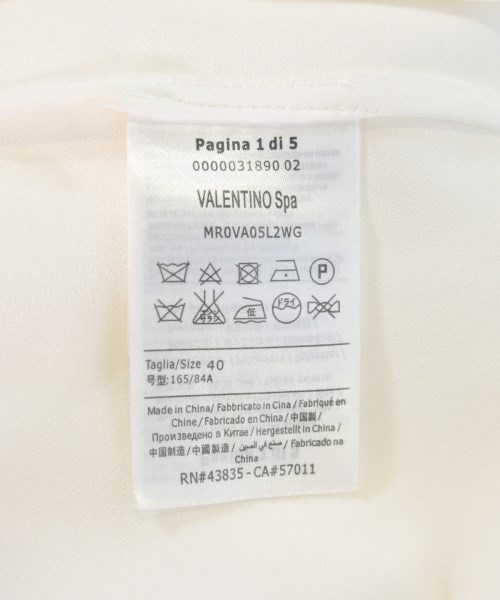 Pagina 1 di 5
0000031890 02
VALENTINO Spa
MR0VA05L2WG
P
低 ドライ
Taglia/Size 40
号型:165/84A
Made in China/ Fabbricato in Cina/ Fabriqué en
Chine/ Fabricado en China/ 中国製/
Произведено в Китае/ Hergestellt in China/
中国制造/ 中國製造/ صنع في الصين/ Fabricado na
China
RN#43835 - CA#57011